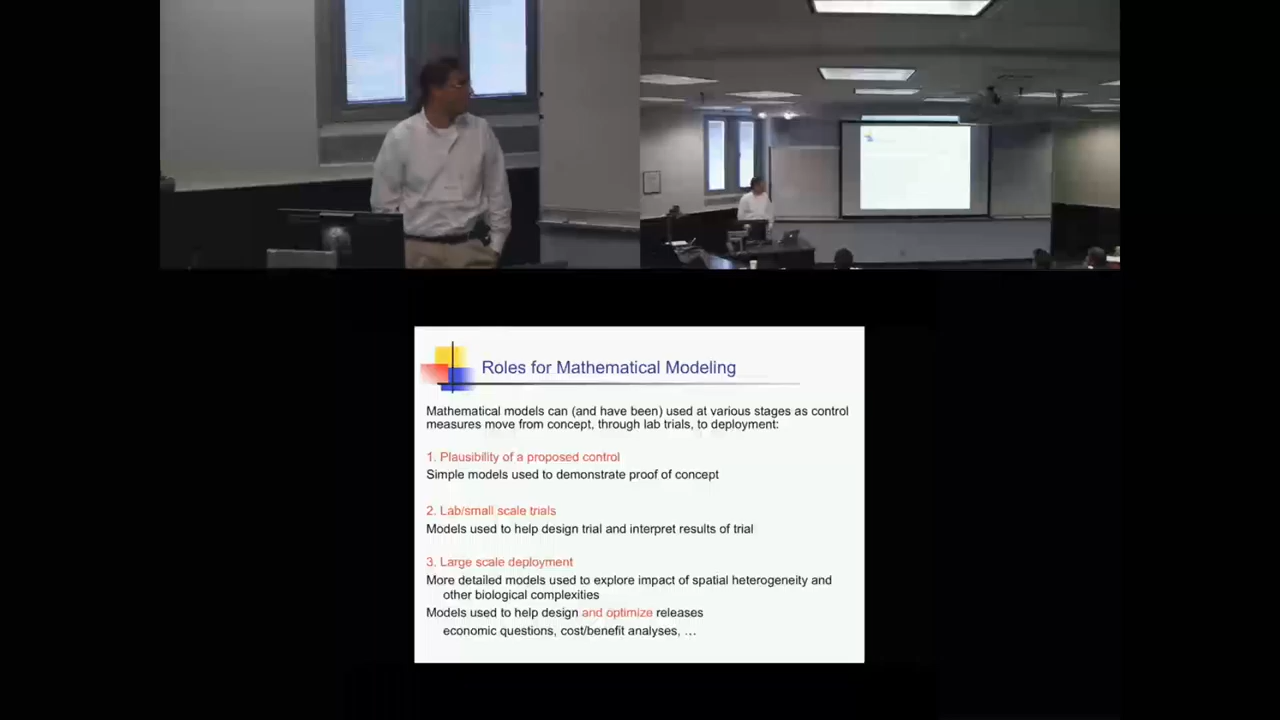 Roles for Mathematical Modeling
Mathematical models can (and have been) used at various stages as control
measures move from concept, through lab trials, to deployment:
1. Plausibility of a proposed control
Simple models used to demonstrate proof of concept
2. Lab/small scale trials
Models used to help design trial and interpret results of trial
3. Large scale deployment
More detailed models used to explore impact of spatial heterogeneity and
other biological complexities
Models used to help design and optimize releases
economic questions, cost/benefit analyses, …